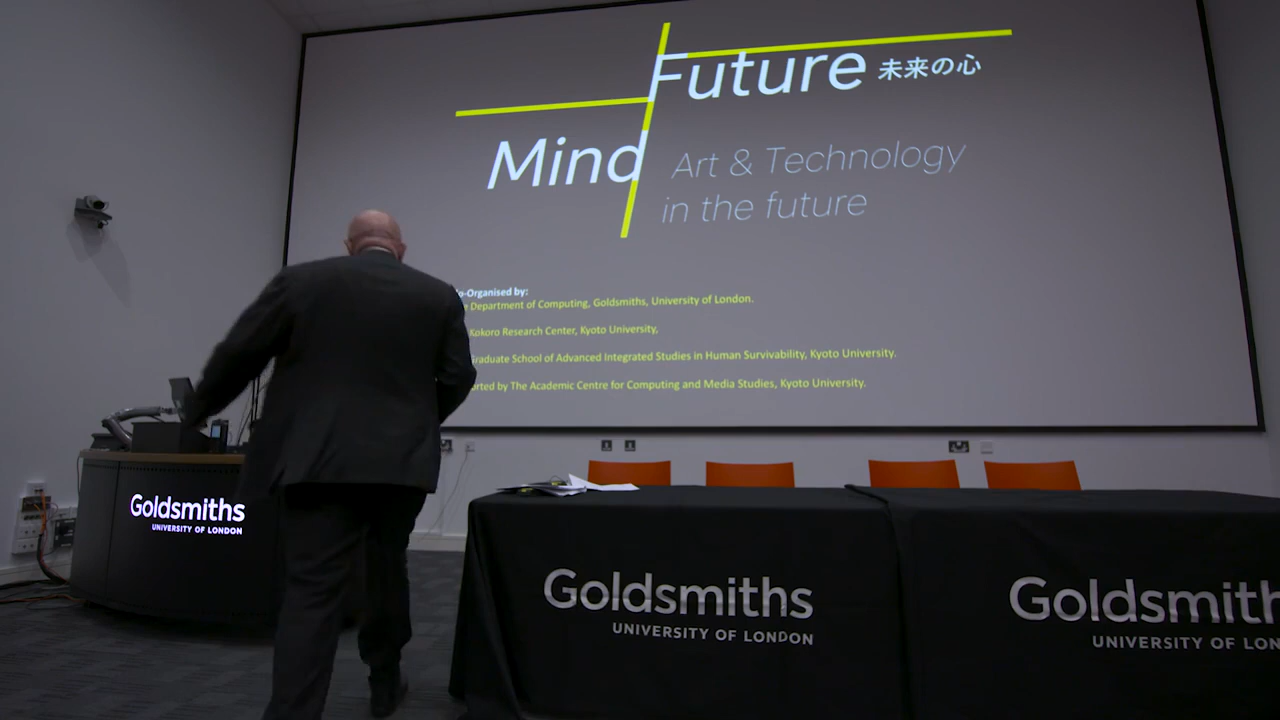 Future 未来の心
Mind Art & Technology
in the future
o-Organised by:
Department of Computing, Goldsmiths, University of London.
Kokoro Research Center, Kyoto University,
raduate School of Advanced Integrated Studies in Human Survivability, Kyoto University.
orted by The Academic Centre for Computing and Media Studies, Kyoto University.
Goldsmiths
UNIVERSITY OF LONDON
Goldsmiths
UNIVERSITY OF LONDON
Goldsmith
UNIVERSITY OF LON